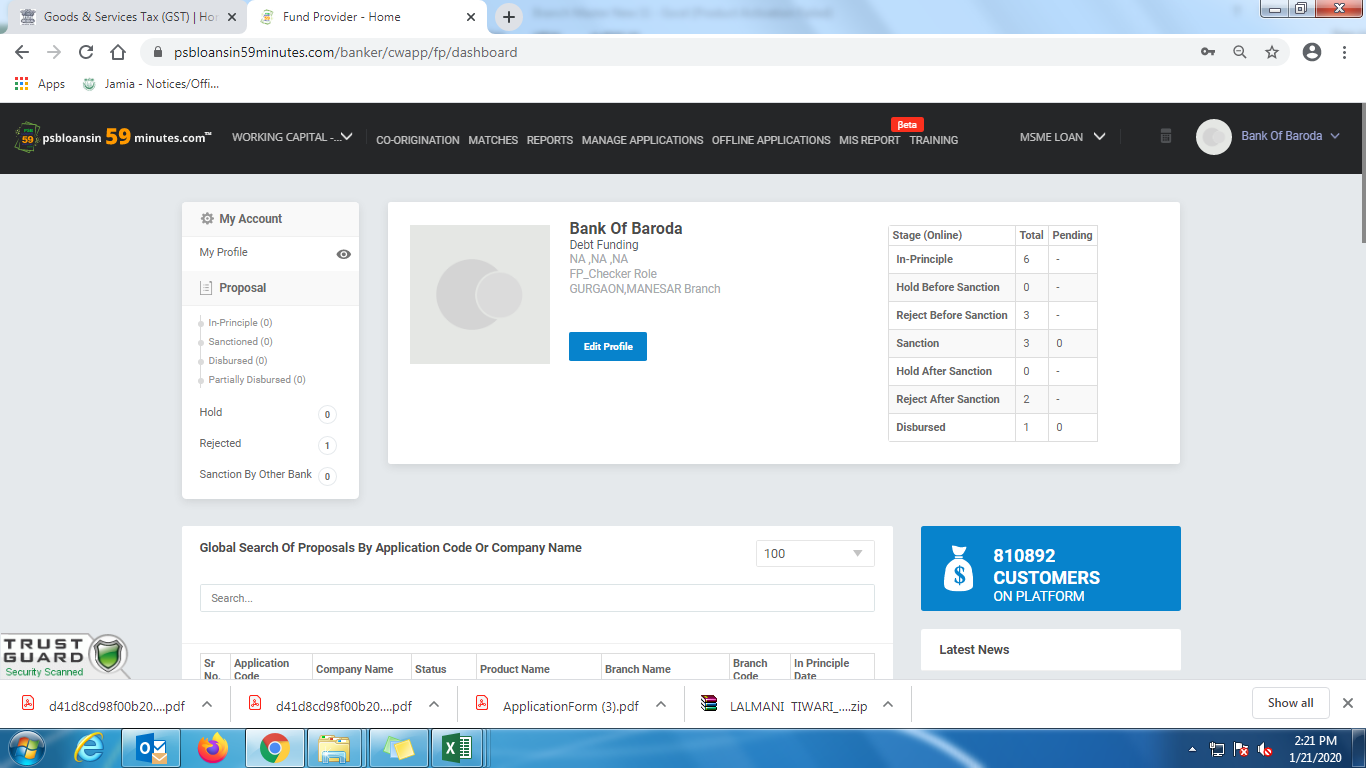 Goods & Services Tax (GST) | Hor
Fund Provider - Home
psbloansin59minutes.com/banker/cwapp/fp/dashboard
Apps
Jamia - Notices/Offi...
PSB
59
psbloansin 59 minutes.com™
WORKING CAPITAL -...
CO-ORIGINATION
MATCHES
REPORTS
MANAGE APPLICATIONS
OFFLINE APPLICATIONS
MIS REPORT
βeta
TRAINING
MSME LOAN
Bank Of Baroda
My Account
My Profile
Proposal
In-Principle (0)
Sanctioned (0)
Disbursed (0)
Partially Disbursed (0)
Hold 0
Rejected 1
Sanction By Other Bank 0
Bank Of Baroda
Debt Funding
NA ,NA ,NA
FP_Checker Role
GURGAON,MANESAR Branch
Edit Profile
Stage (Online) Total Pending
In-Principle 6 -
Hold Before Sanction 0 -
Reject Before Sanction 3 -
Sanction 3 0
Hold After Sanction 0 -
Reject After Sanction 2 -
Disbursed 1 0
Global Search Of Proposals By Application Code Or Company Name
100
Search...
Sr No. Application Code Company Name Status Product Name Branch Name Branch Code In Principle Date
810892
CUSTOMERS
ON PLATFORM
Latest News
TRUST
GUARD
Security Scanned
d41d8cd98f00b20....pdf
d41d8cd98f00b20....pdf
ApplicationForm (3).pdf
LALMANI TIWARI_....zip
Show all
2:21 PM
1/21/2020